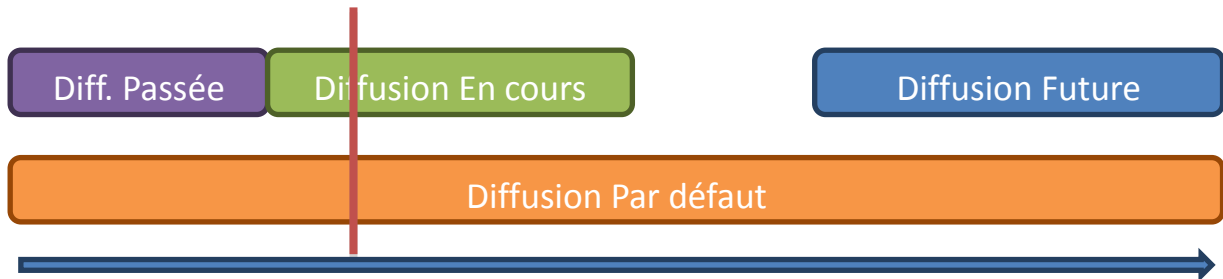 Diff. Passée
Diffusion En cours
Diffusion Future
Diffusion Par défaut